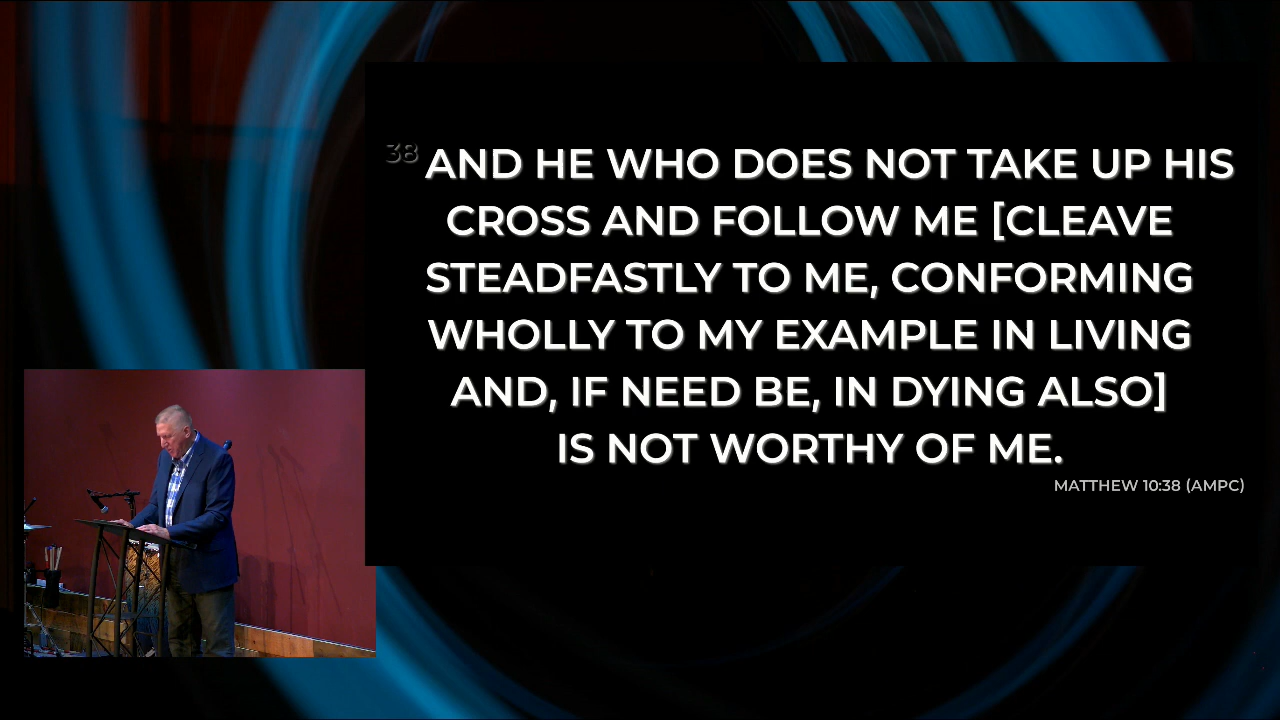 38 AND HE WHO DOES NOT TAKE UP HIS
CROSS AND FOLLOW ME [CLEAVE
STEADFASTLY TO ME, CONFORMING
WHOLLY TO MY EXAMPLE IN LIVING
AND, IF NEED BE, IN DYING ALSO]
IS NOT WORTHY OF ME.
MATTHEW 10:38 (AMPC)